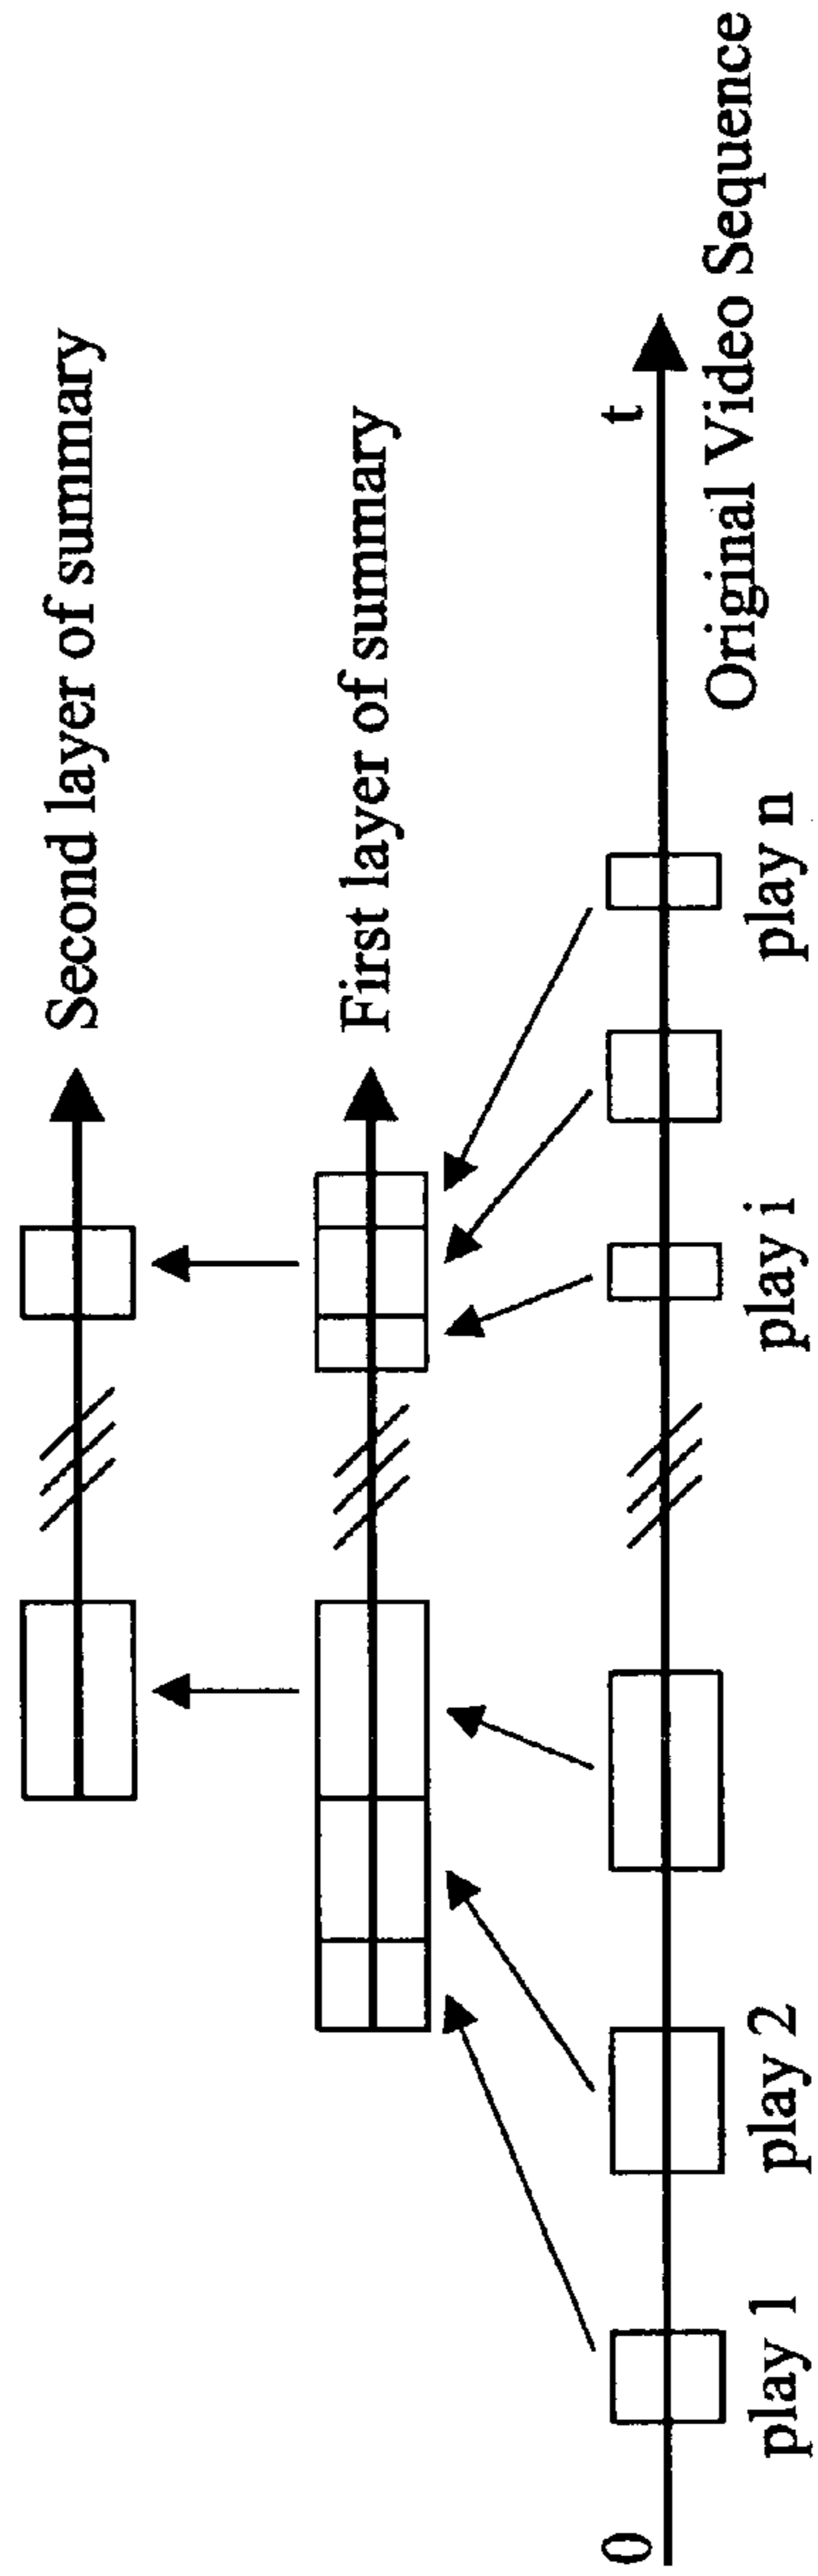 Second layer of summary
First layer of summary
0
t
play 1
play 2
play i
play n
Original Video Sequence